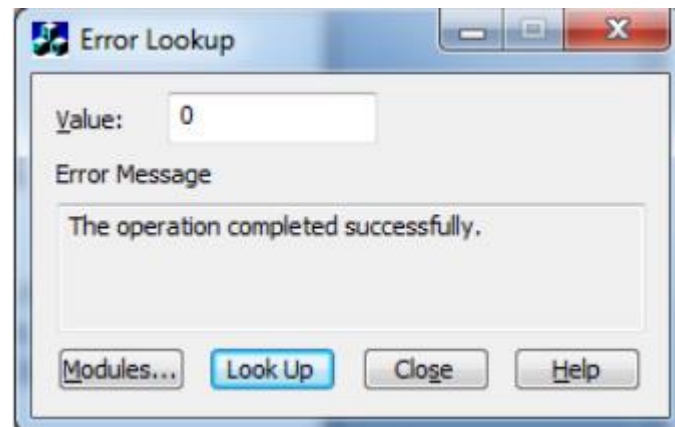 Error Lookup
Value: 0
Error Message
The operation completed successfully.
Modules... Look Up Close Help